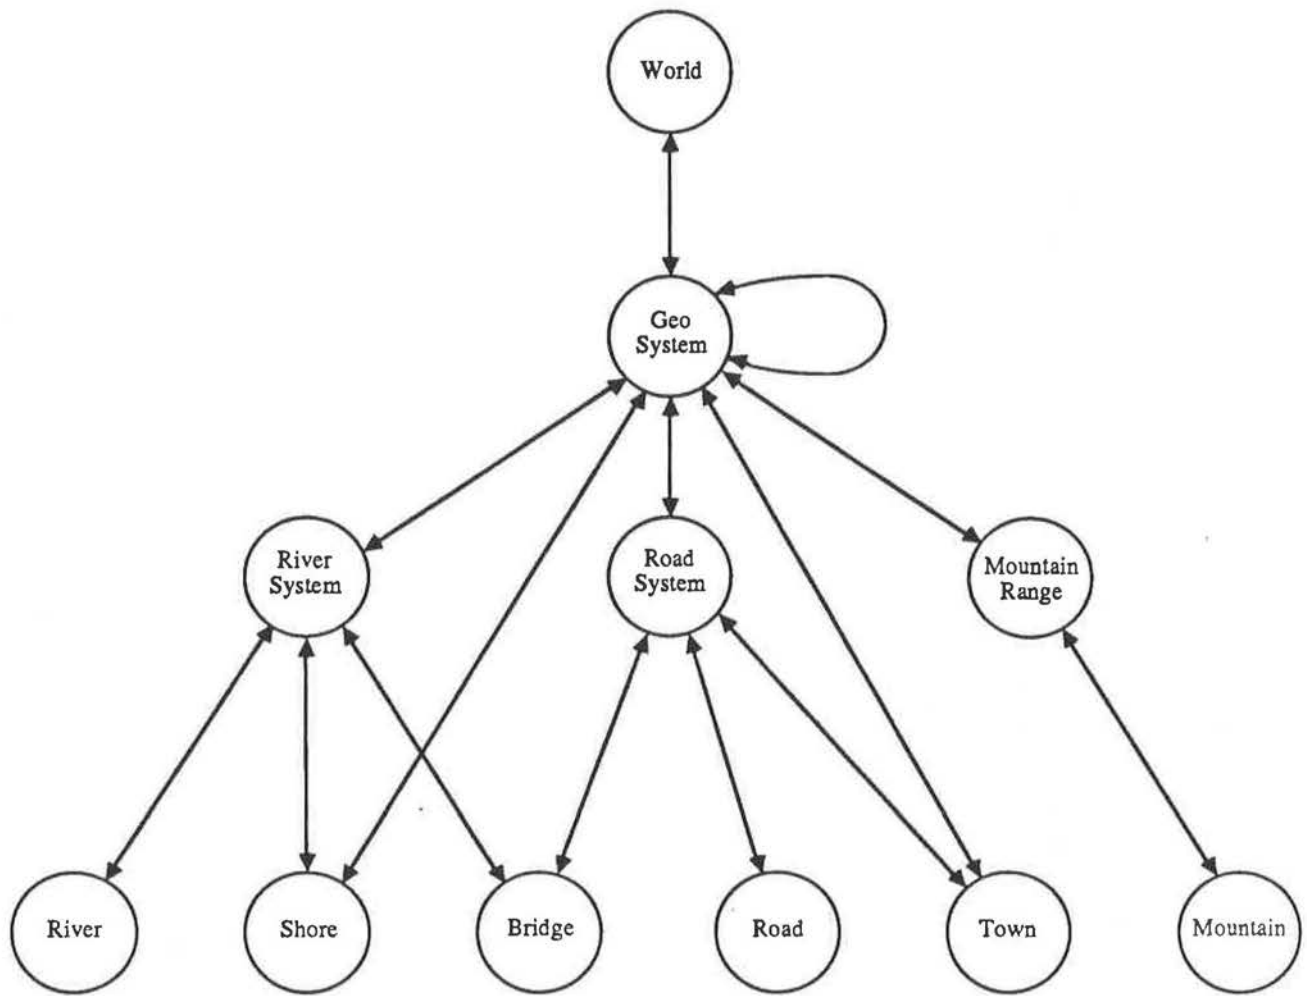 World
Geo
System
River
System
Road
System
Mountain
Range
River
Shore
Bridge
Road
Town
Mountain